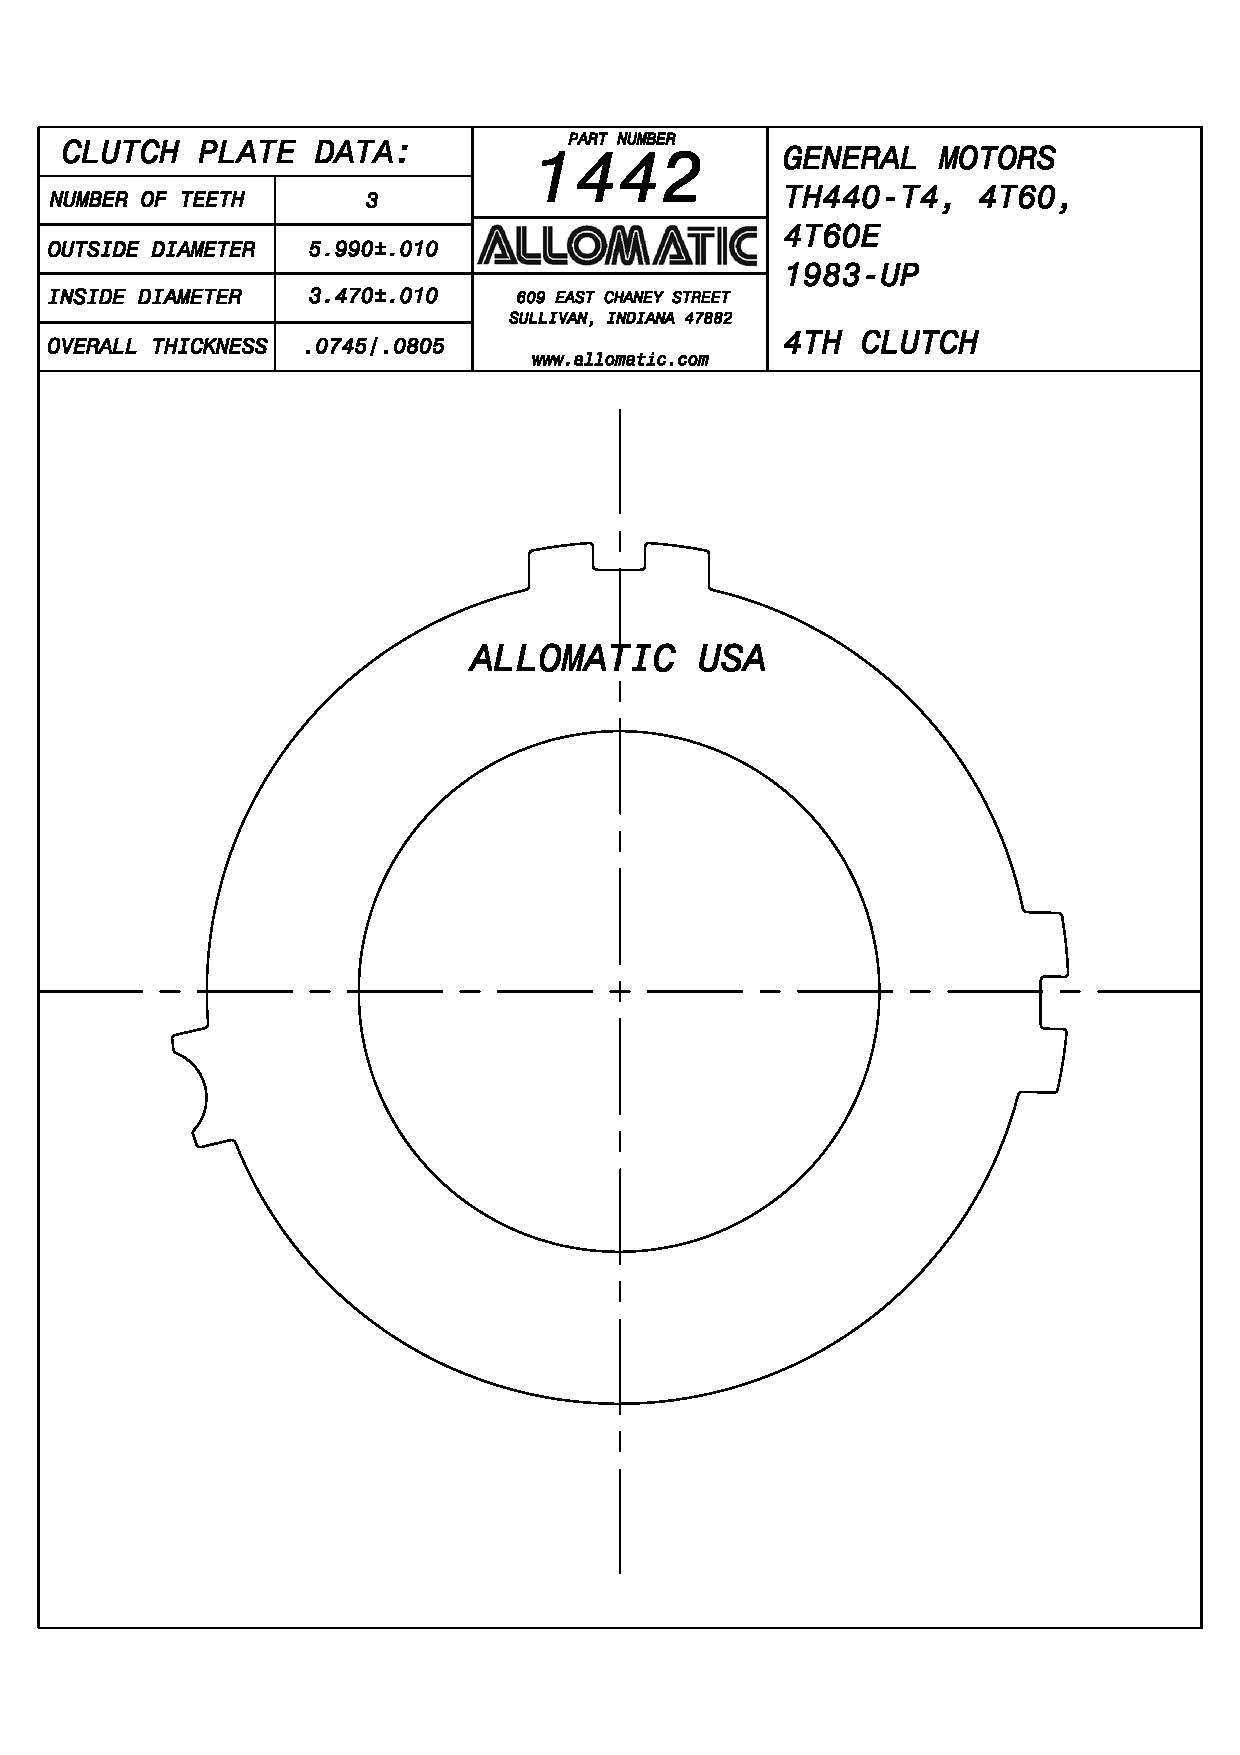 CLUTCH PLATE DATA:
NUMBER OF TEETH 3
OUTSIDE DIAMETER 5.990±.010
INSIDE DIAMETER 3.470±.010
OVERALL THICKNESS .0745/.0805
PART NUMBER
1442
ALLOMATIC
609 EAST CHANEY STREET
SULLIVAN, INDIANA 47882
www.allomatic.com
GENERAL MOTORS
TH440-T4, 4T60,
4T60E
1983-UP
4TH CLUTCH
ALLOMATIC USA